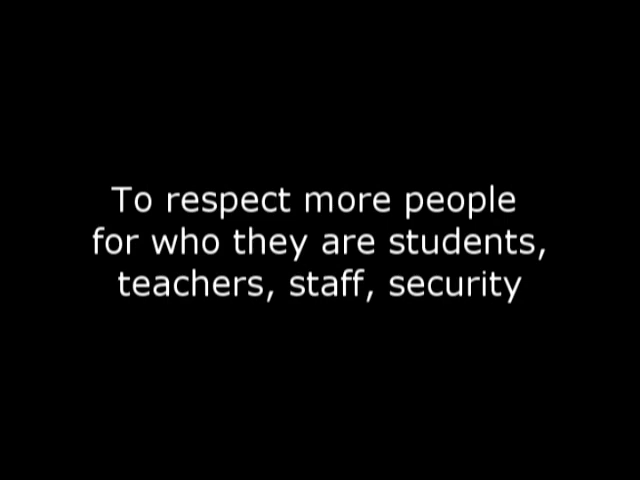 To respect more people
for who they are students,
teachers, staff, security